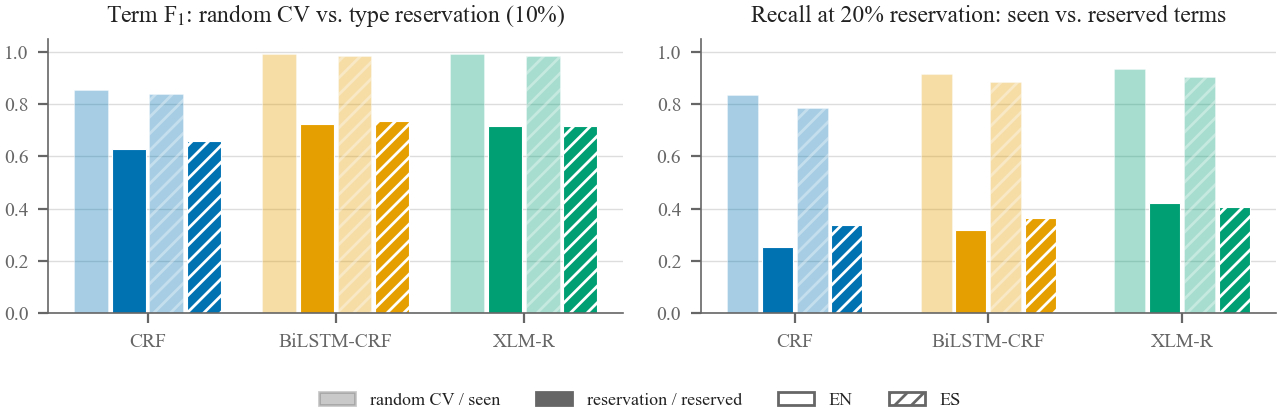 Term F₁: random CV vs. type reservation (10%)
1.0
0.8
0.6
0.4
0.2
0.0
CRF
BiLSTM-CRF
XLM-R
Recall at 20% reservation: seen vs. reserved terms
1.0
0.8
0.6
0.4
0.2
0.0
CRF
BiLSTM-CRF
XLM-R
random CV / seen
reservation / reserved
EN
ES